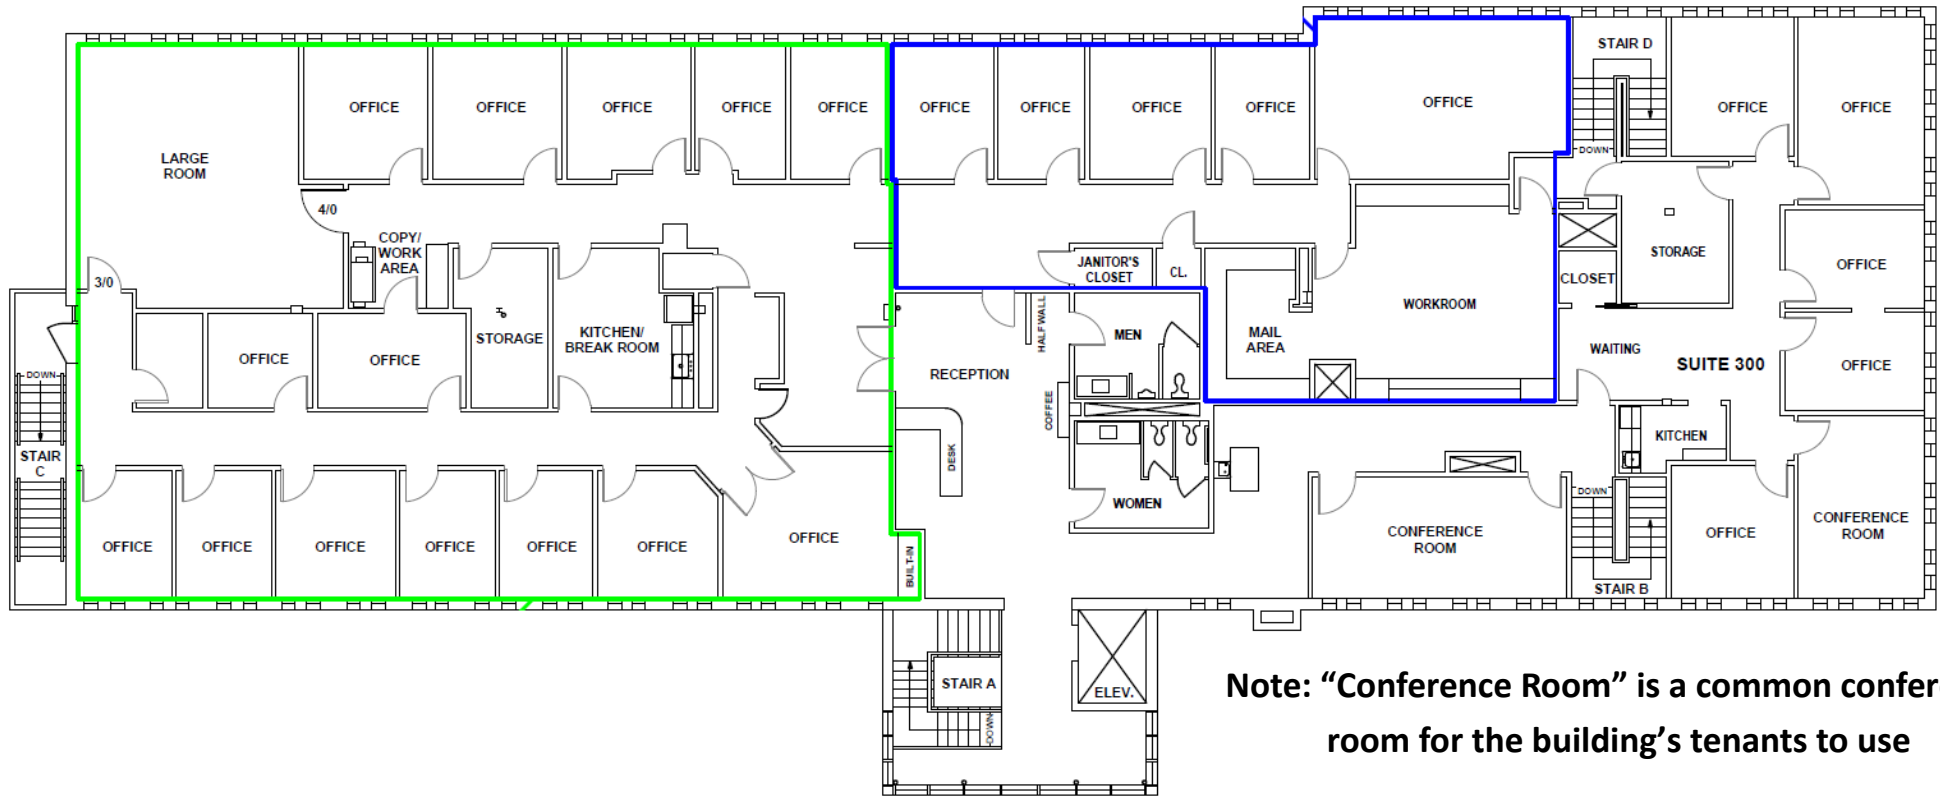 STAIR D
OFFICE
OFFICE
OFFICE
OFFICE
OFFICE
OFFICE
OFFICE
OFFICE
OFFICE
OFFICE
OFFICE
OFFICE
DOWN
LARGE
ROOM
4/0
COPY/
WORK
AREA
3/0
JANITOR'S
CLOSET
CL.
STORAGE
OFFICE
CLOSET
MAIL
AREA
WORKROOM
HALF WALL
MEN
STORAGE
KITCHEN/
BREAK ROOM
OFFICE
OFFICE
RECEPTION
WAITING
SUITE 300
OFFICE
DOWN
COFFEE
KITCHEN
STAIR
C
DESK
WOMEN
DOWN
CONFERENCE
ROOM
OFFICE
CONFERENCE
ROOM
OFFICE
OFFICE
OFFICE
OFFICE
OFFICE
OFFICE
OFFICE
BUILT-IN
STAIR B
STAIR A
ELEV.
DOWN
Note: “Conference Room” is a common
room for the building’s tenants to use